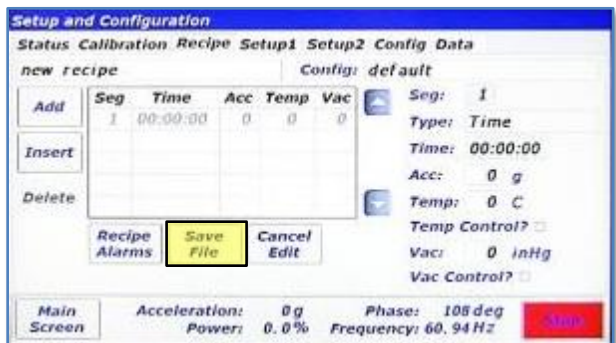 Setup and Configuration
Status Calibration Recipe Setup1 Setup2 Config Data
new recipe Config: default
Add
Insert
Delete
Seg Time Acc Temp Vac
1 00:00:00 0 0 0
Recipe Alarms
Save File
Cancel Edit
Seg: 1
Type: Time
Time: 00:00:00
Acc: 0 g
Temp: 0 C
Temp Control?
Vac: 0 inHg
Vac Control?
Main Screen
Acceleration: 0 g
Power: 0.0%
Phase: 108 deg
Frequency: 60.94 Hz
Stop